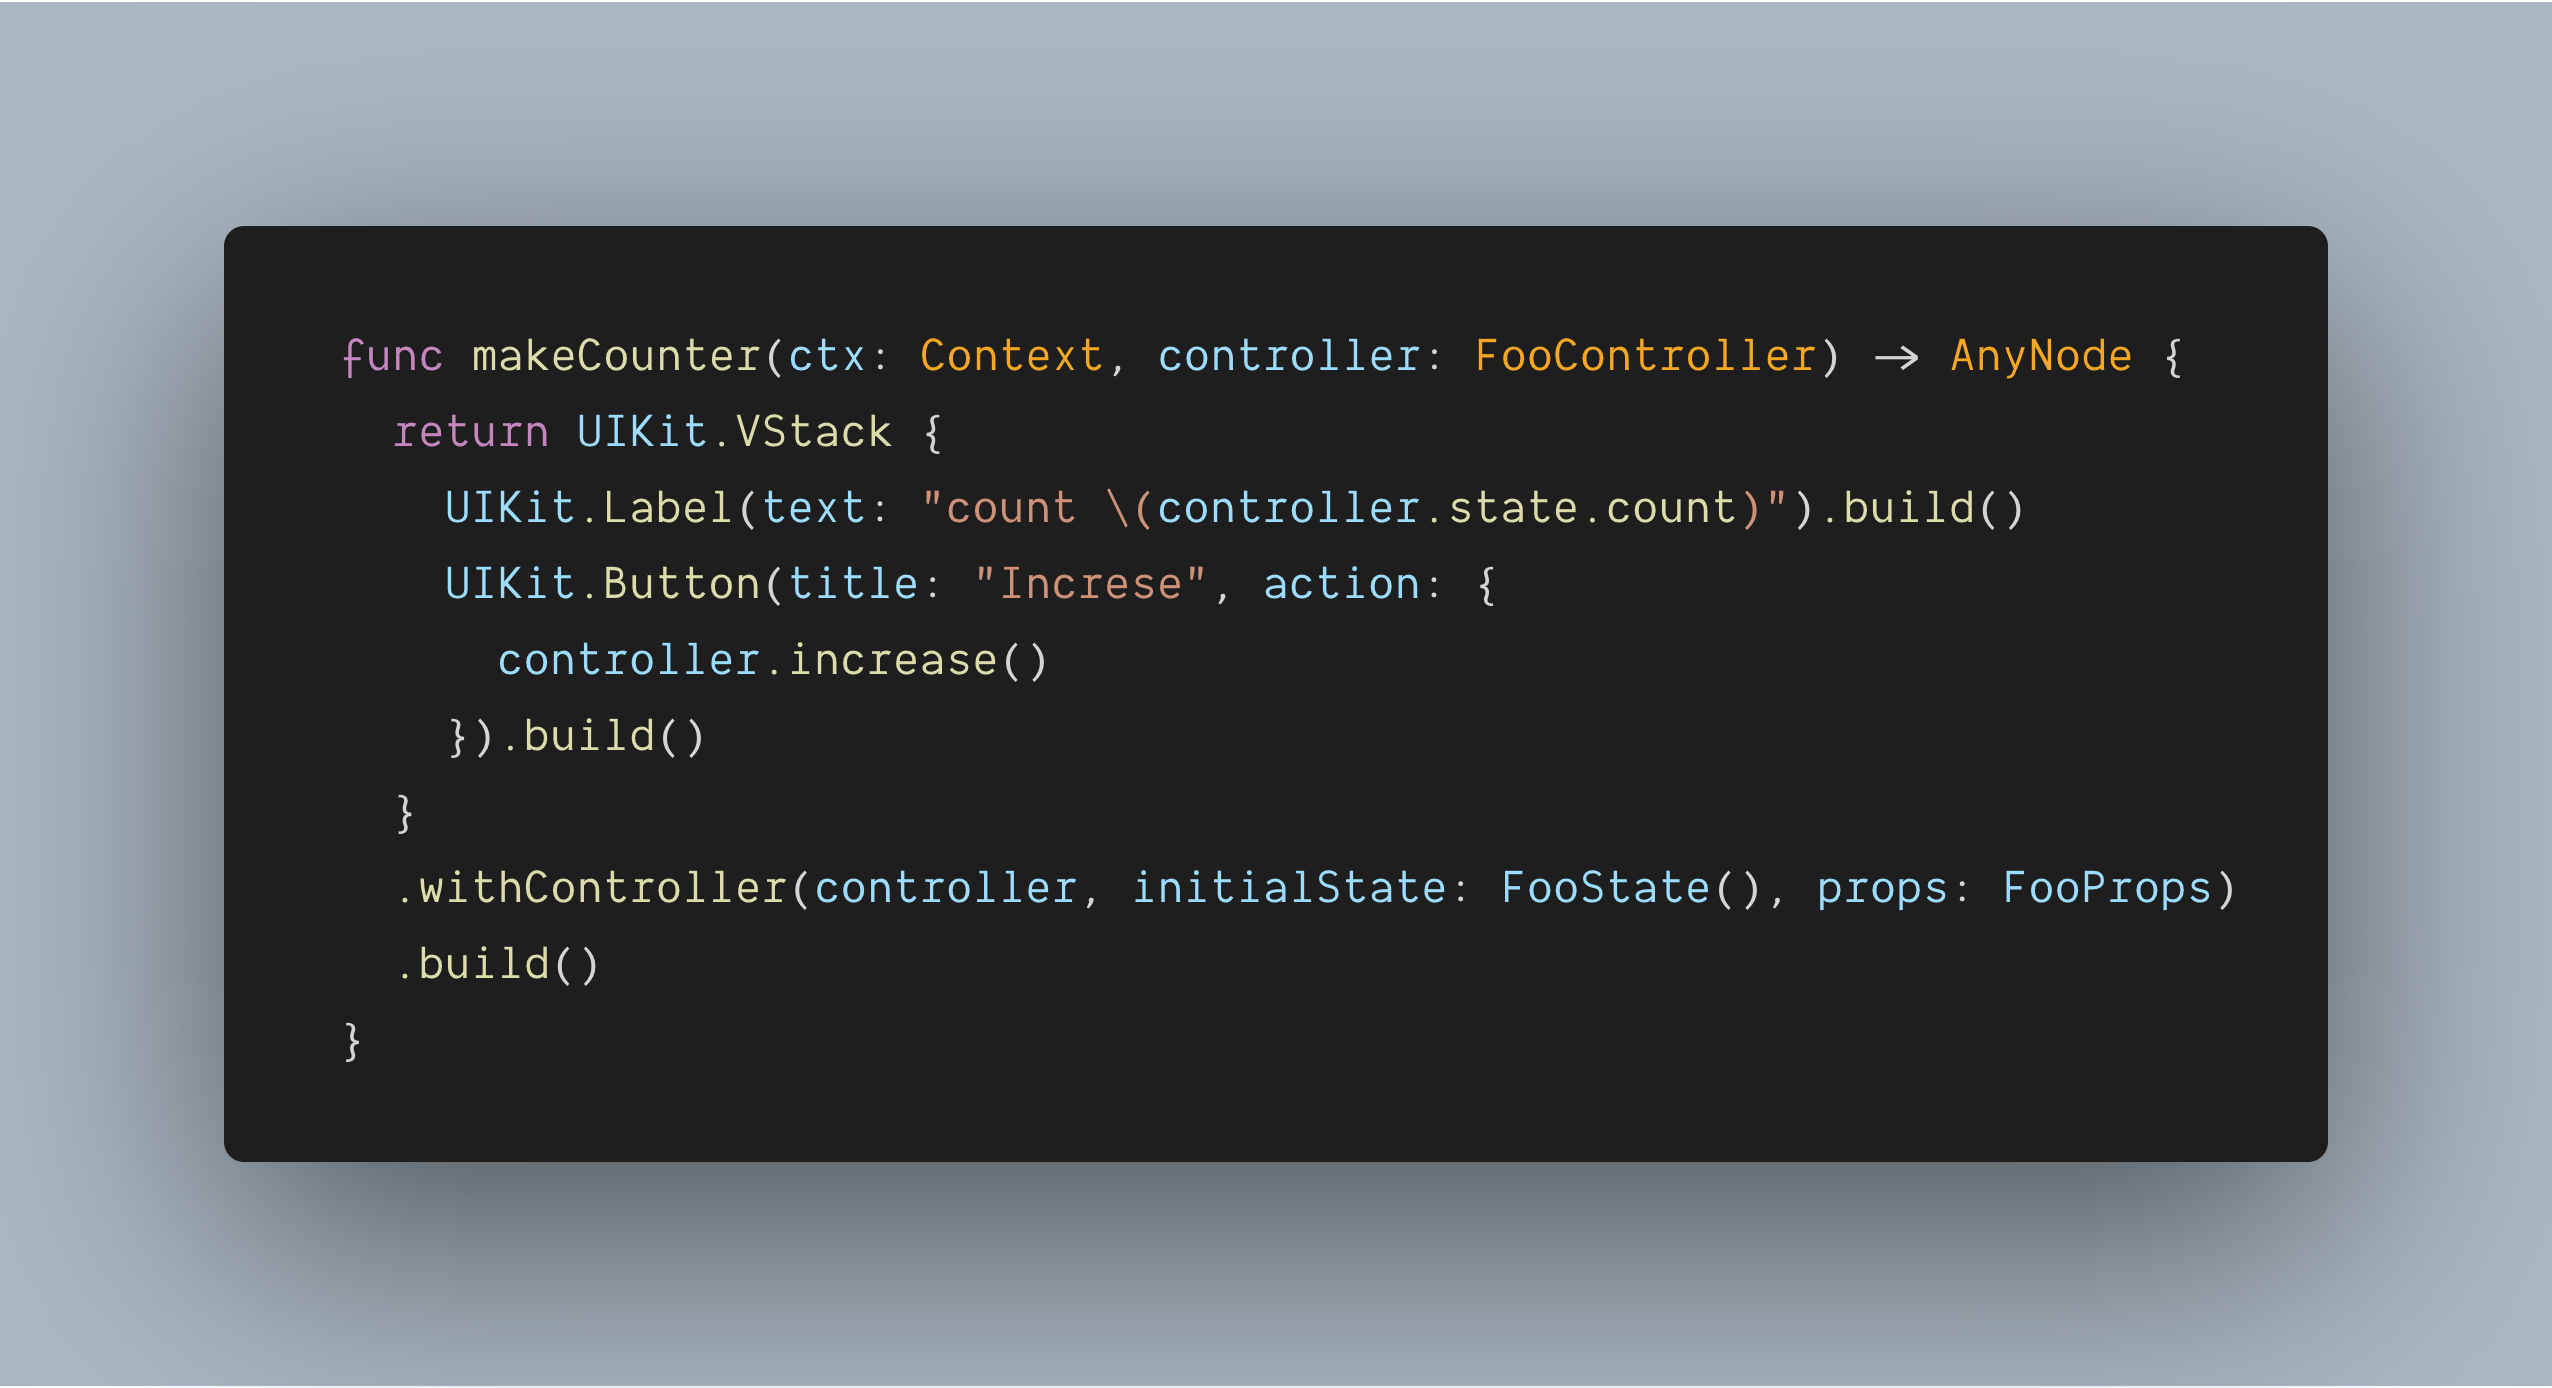 func makeCounter(ctx: Context, controller: FooController) -> AnyNode {
  return UIKit.VStack {
    UIKit.Label(text: "count \(controller.state.count)").build()
    UIKit.Button(title: "Increse", action: {
      controller.increase()
    }).build()
  }
  .withController(controller, initialState: FooState(), props: FooProps)
  .build()
}